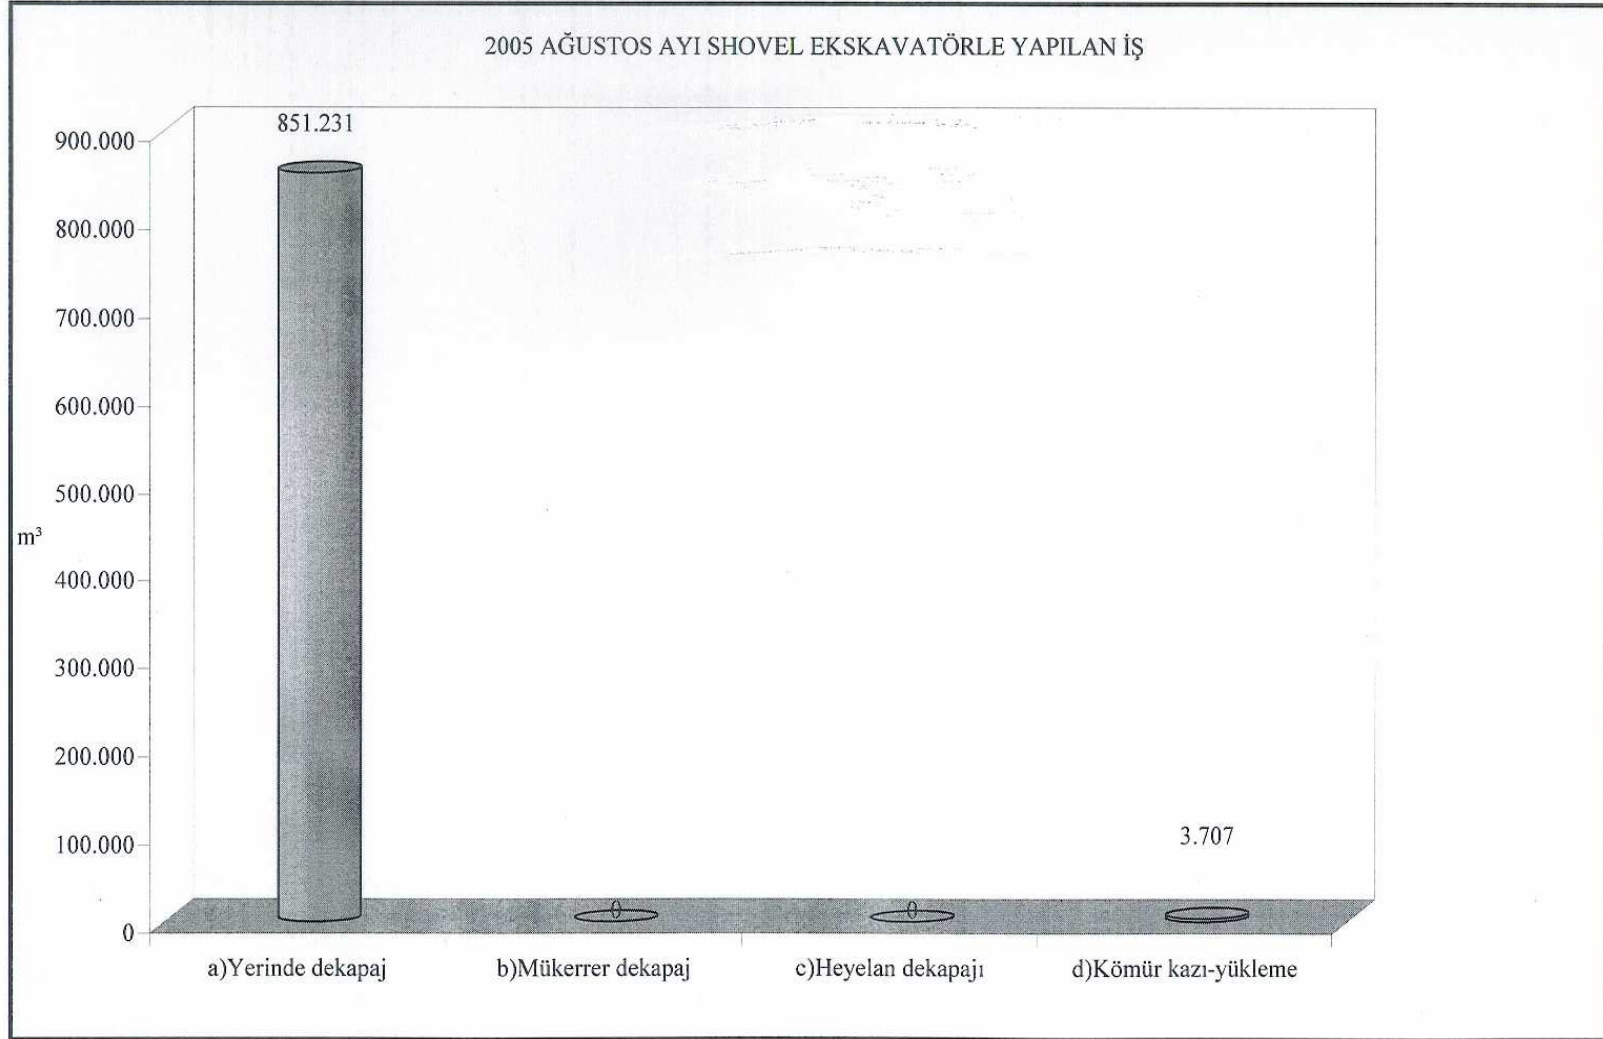 2005 AĞUSTOS AYI SHOVEL EKSKAVATÖRLE YAPILAN İŞ
851.231
900.000
800.000
700.000
600.000
500.000
m³
400.000
300.000
200.000
100.000
3.707
0
0
0
a)Yerinde dekapaj
b)Mükerrer dekapaj
c)Heyelan dekapajı
d)Kömür kazı-yükleme